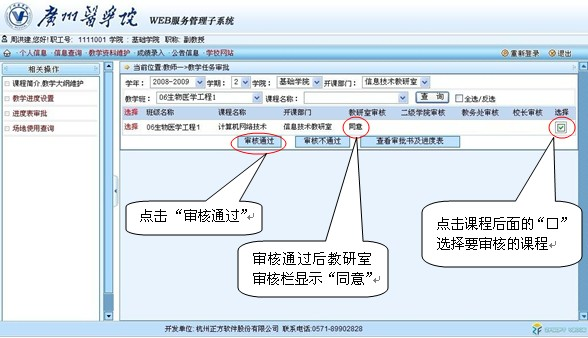 广州医学院 WEB服务管理子系统
周洪建,您好!职工号: 1111001 学院 : 基础学院 职称: 副教授
个人信息 信息查询 教学资料维护 成绩录入 公告信息 学校网站 重新登录 退出
相关操作
课程简介,教学大纲维护
教学进度设置
进度表审批
场地使用查询
当前位置:教师-->教学任务审批
学年: 2008-2009 学期: 2 学院: 基础学院 开课部门: 信息技术教研室
教学班: 06生物医学工程1 课程名称: 查 询 全选/反选
选择 班级名称 课程名称 开课部门 教研室审核 二级学院审核 教务处审核 校长审核 选择
选择 06生物医学工程1 计算机网络技术 信息技术教研室 同意
审核通过 审核不通过 查看审批书及进度表
点击“审核通过”
审核通过后教研室
审核栏显示“同意”
点击课程后面的“口”
选择要审核的课程
开发单位: 杭州正方软件股份有限公司 联系电话:0571-89902828